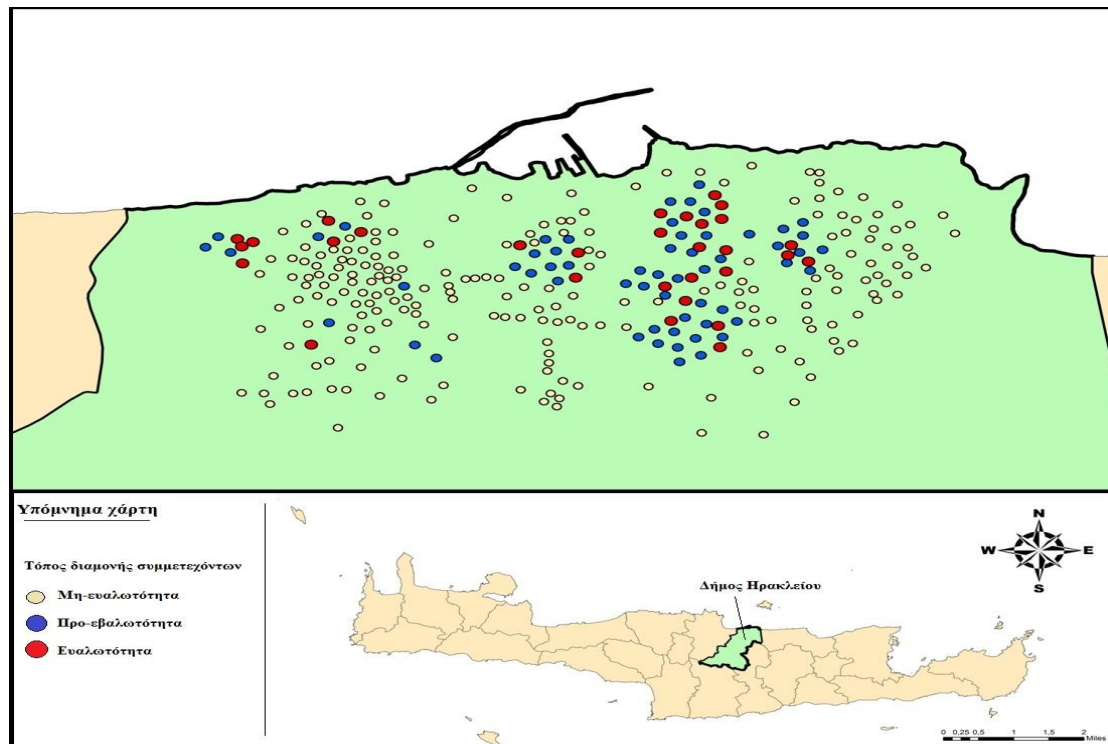 Υπόμνημα χάρτη
Τόπος διαμονής συμμετεχόντων
Μη-ευαλωτότητα
Προ-εβαλωτότητα
Ευαλωτότητα
Δήμος Ηρακλείου
N
W E
S
0 0,25 0,5 1 1,5 2
Miles